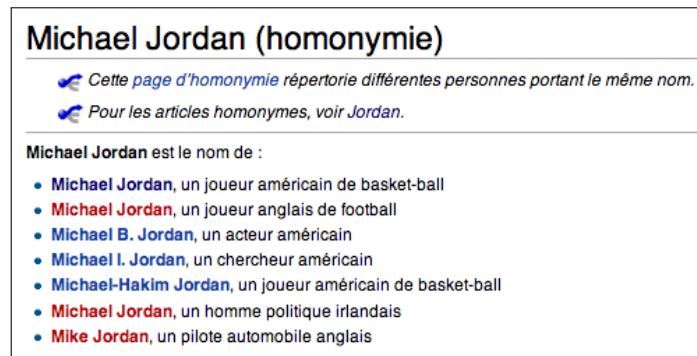 Michael Jordan (homonymie)
Cette page d'homonymie répertorie différentes personnes portant le même nom.
Pour les articles homonymes, voir Jordan.
Michael Jordan est le nom de :
• Michael Jordan, un joueur américain de basket-ball
• Michael Jordan, un joueur anglais de football
• Michael B. Jordan, un acteur américain
• Michael I. Jordan, un chercheur américain
• Michael-Hakim Jordan, un joueur américain de basket-ball
• Michael Jordan, un homme politique irlandais
• Mike Jordan, un pilote automobile anglais